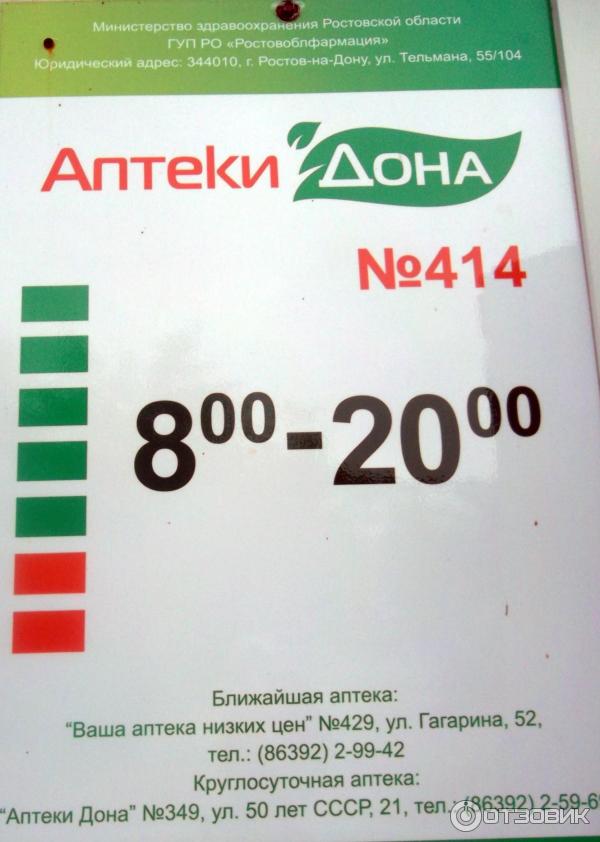 Министерство здравоохранения Ростовской области
ГУП РО «Ростовоблфармация»
Юридический адрес: 344010, г. Ростов-на-Дону, ул. Тельмана, 55/104
Аптеки ДОНА
№414
8⁰⁰-20⁰⁰
Ближайшая аптека:
“Ваша аптека низких цен” №429, ул. Гагарина, 52,
тел.: (86392) 2-99-42
Круглосуточная аптека:
“Аптеки Дона” №349, ул. 50 лет СССР, 21, тел.: (86392) 2-59-6
ОТЗОВИК